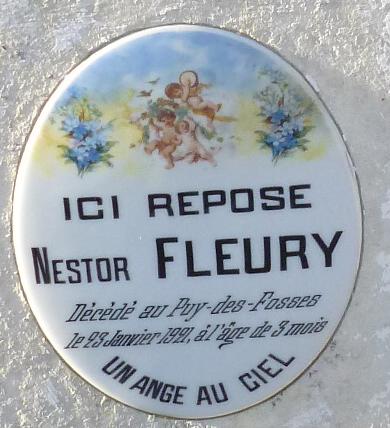 ICI REPOSE
NESTOR FLEURY
Décédé au Puy-des-Fosses
le 23 Janvier 1921, à l'âge de 3 mois
UN ANGE AU CIEL